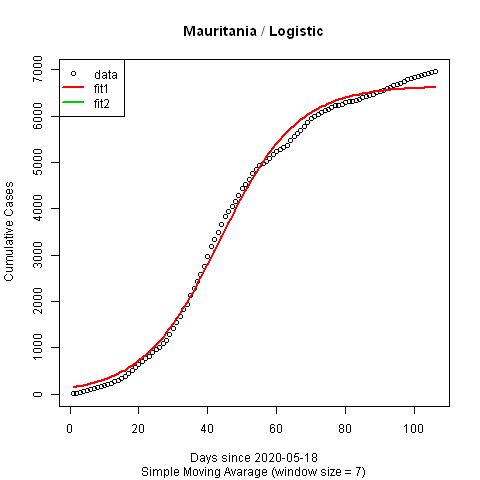 Mauritania / Logistic
data
fit1
fit2
Cumulative Cases
7000
6000
5000
4000
3000
2000
1000
0
0 20 40 60 80 100
Days since 2020-05-18
Simple Moving Avarage (window size = 7)